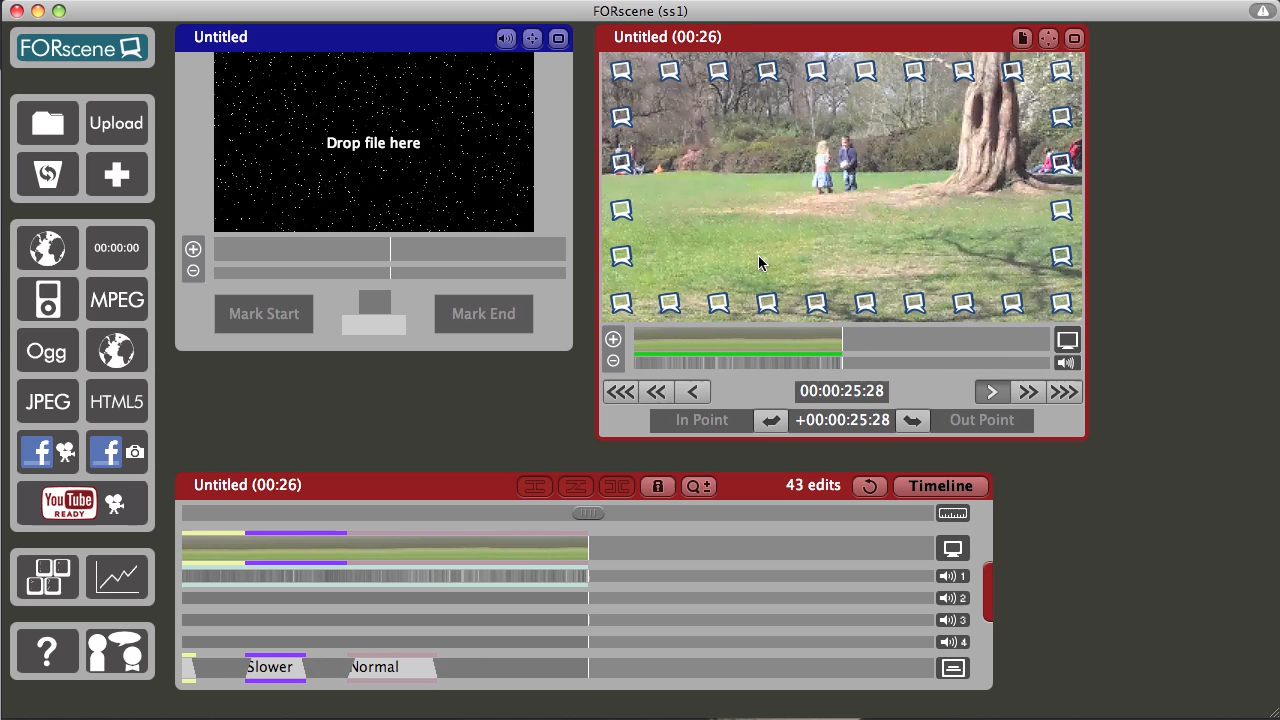 FORscene (ss1)
FORscene
Upload
00:00:00
MPEG
Ogg
JPEG
HTML5
You Tube
READY
Untitled
Drop file here
Mark Start
Mark End
Untitled (00:26)
00:00:25:28
In Point
+00:00:25:28
Out Point
Untitled (00:26)
43 edits
Timeline
1
2
3
4
Slower
Normal